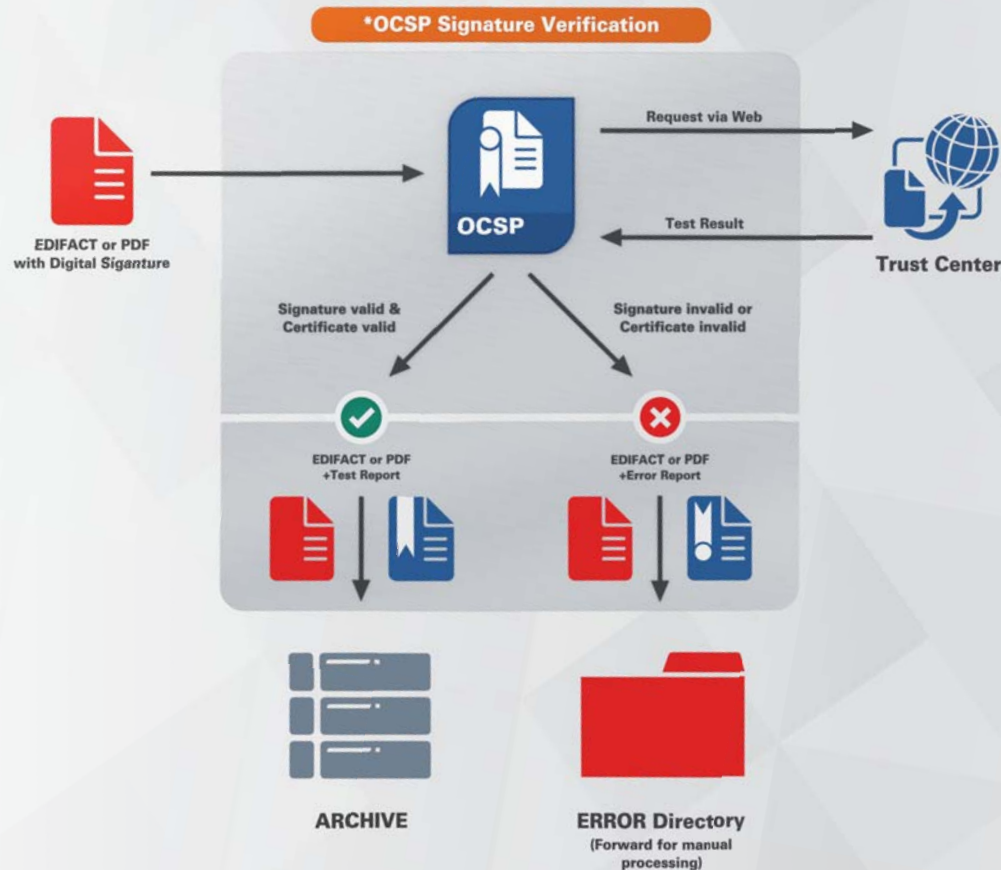 *OCSP Signature Verification
Request via Web
OCSP
Test Result
EDIFACT or PDF
with Digital Siganture
Trust Center
Signature valid &
Certificate valid
Signature invalid or
Certificate invalid
EDIFACT or PDF
+Test Report
EDIFACT or PDF
+Error Report
ARCHIVE
ERROR Directory
(Forward for manual
processing)